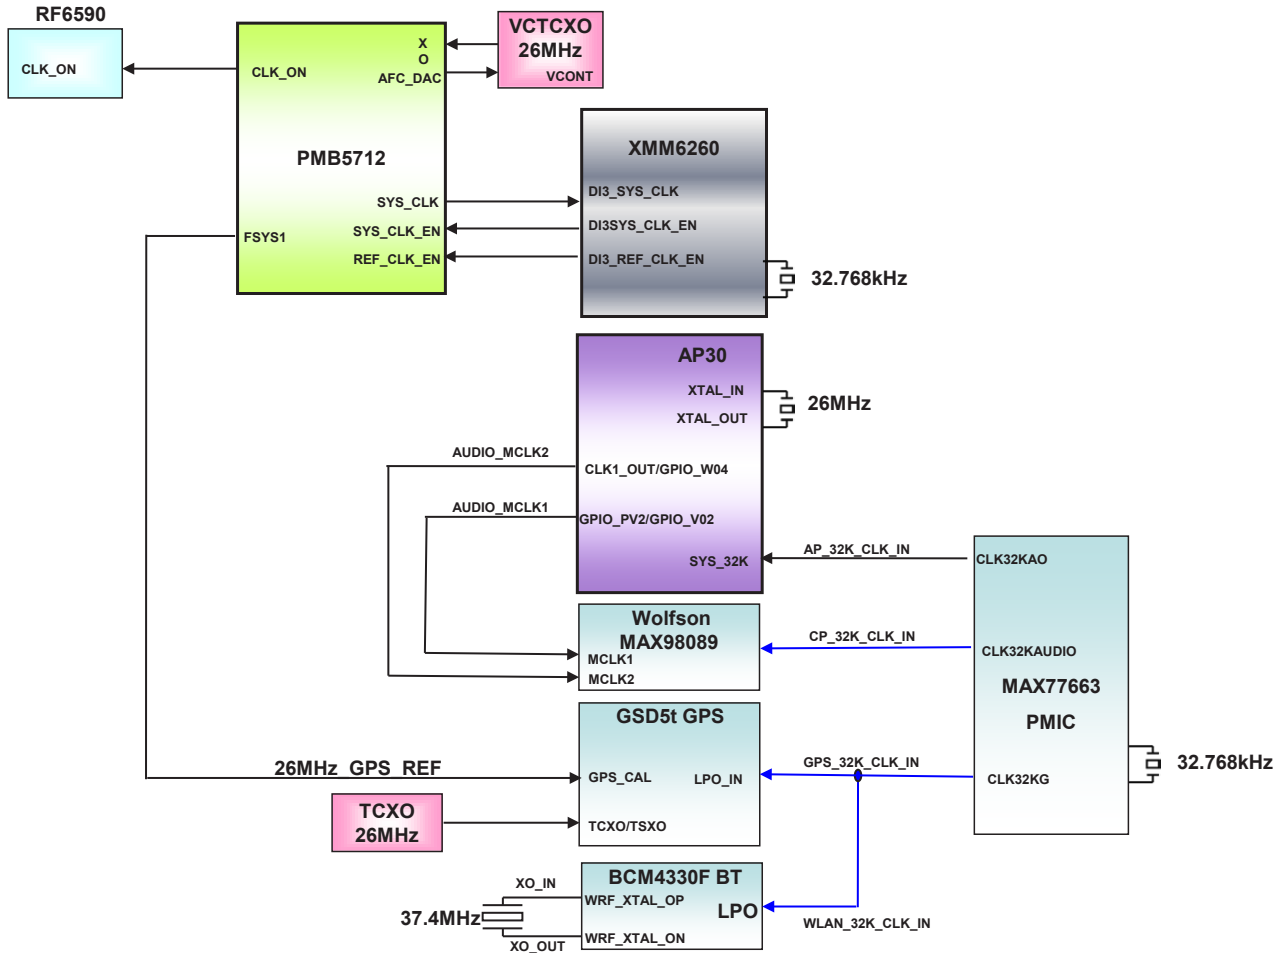 RF6590
CLK_ON
CLK_ON
X
O
AFC_DAC
VCTCXO
26MHz
VCONT
PMB5712
SYS_CLK
SYS_CLK_EN
REF_CLK_EN
FSYS1
XMM6260
DI3_SYS_CLK
DI3SYS_CLK_EN
DI3_REF_CLK_EN
32.768kHz
AP30
XTAL_IN
XTAL_OUT
26MHz
AUDIO_MCLK2
CLK1_OUT/GPIO_W04
AUDIO_MCLK1
GPIO_PV2/GPIO_V02
SYS_32K
AP_32K_CLK_IN
CLK32KAO
Wolfson
MAX98089
MCLK1
MCLK2
CP_32K_CLK_IN
CLK32KAUDIO
MAX77663
PMIC
GSD5t GPS
26MHz_GPS_REF
GPS_CAL
LPO_IN
GPS_32K_CLK_IN
CLK32KG
32.768kHz
TCXO
26MHz
TCXO/TSXO
BCM4330F BT
XO_IN
WRF_XTAL_OP
LPO
37.4MHz
WRF_XTAL_ON
XO_OUT
WLAN_32K_CLK_IN